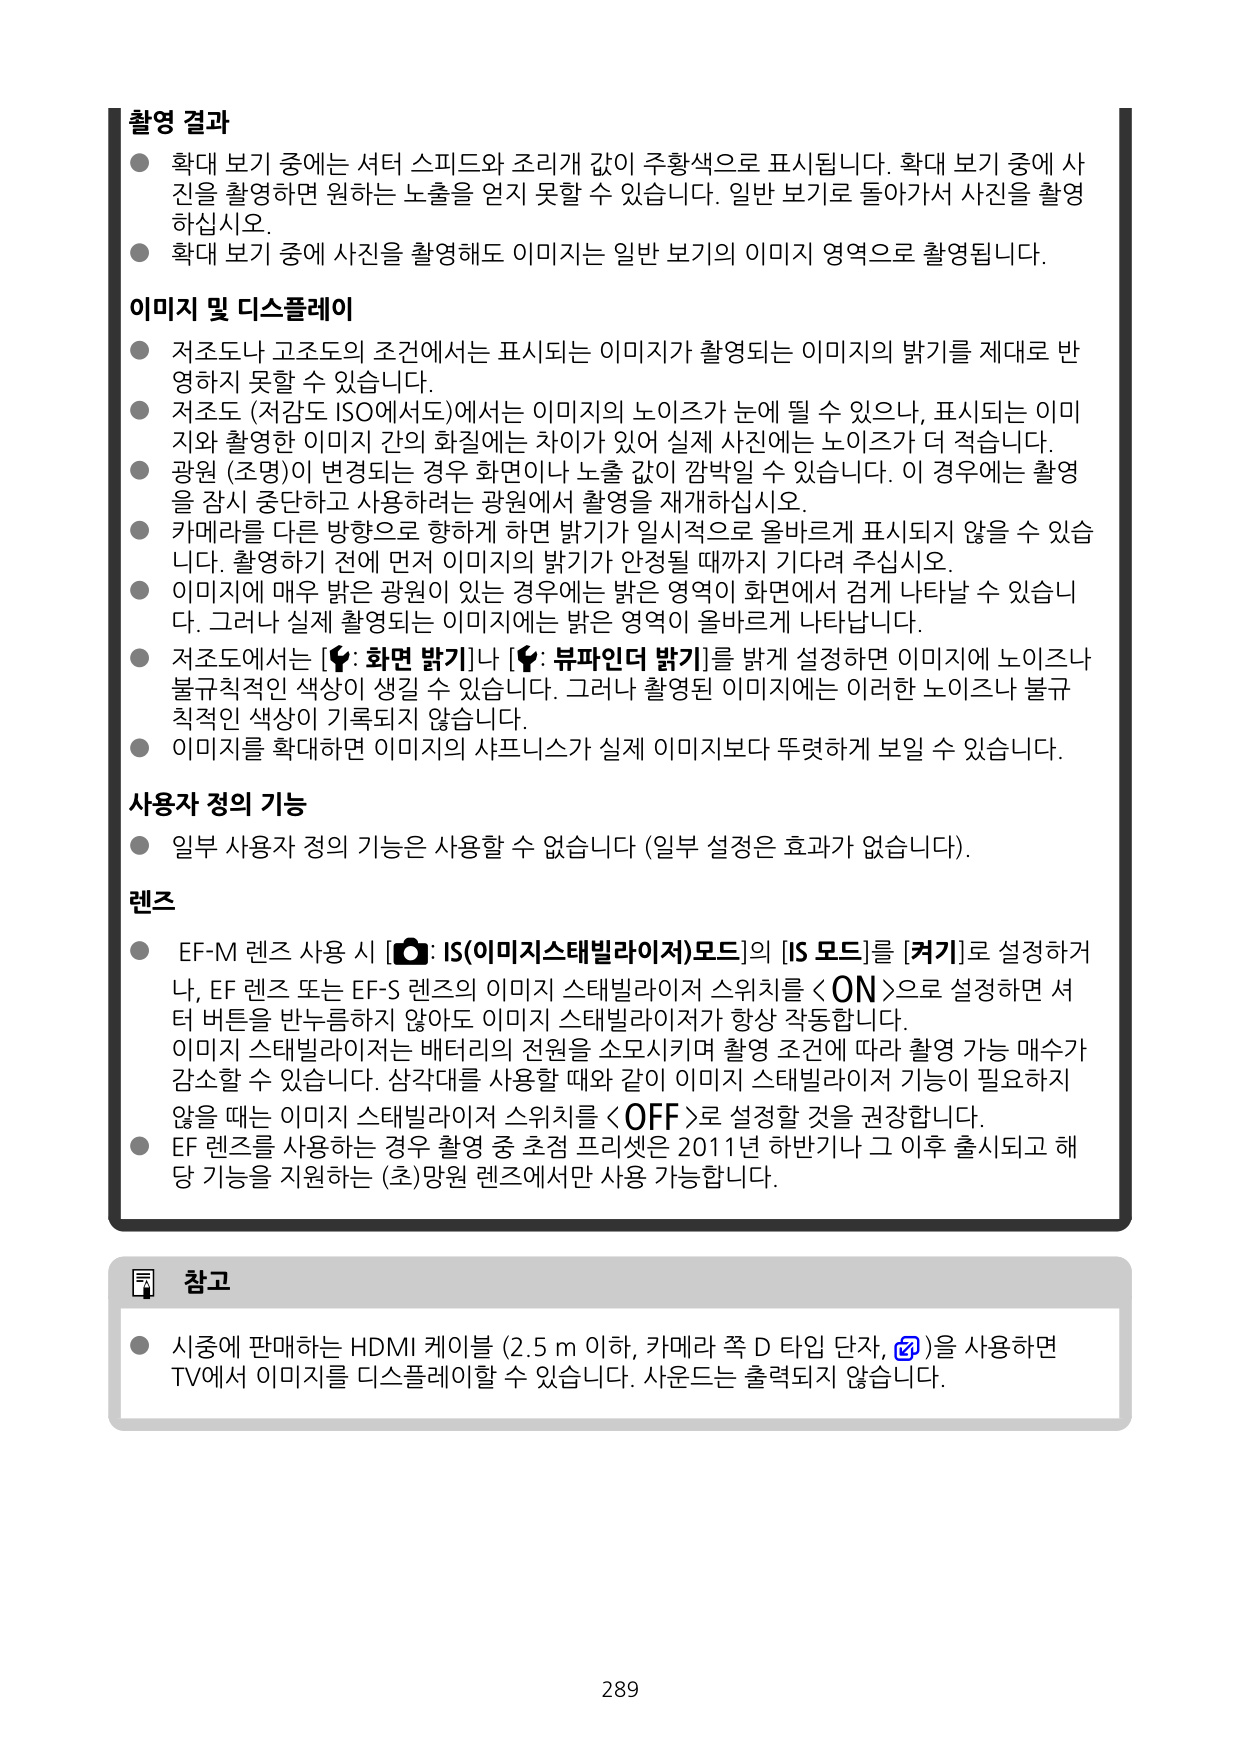 촬영 결과
● 확대 보기 중에는 셔터 스피드와 조리개 값이 주황색으로 표시됩니다. 확대 보기 중에 사
진을 촬영하면 원하는 노출을 얻지 못할 수 있습니다. 일반 보기로 돌아가서 사진을 촬영
하십시오.
● 확대 보기 중에 사진을 촬영해도 이미지는 일반 보기의 이미지 영역으로 촬영됩니다.
이미지 및 디스플레이
● 저조도나 고조도의 조건에서는 표시되는 이미지가 촬영되는 이미지의 밝기를 제대로 반
영하지 못할 수 있습니다.
● 저조도 (저감도 ISO에서도)에서는 이미지의 노이즈가 눈에 띌 수 있으나, 표시되는 이미
지와 촬영한 이미지 간의 화질에는 차이가 있어 실제 사진에는 노이즈가 더 적습니다.
● 광원 (조명)이 변경되는 경우 화면이나 노출 값이 깜박일 수 있습니다. 이 경우에는 촬영
을 잠시 중단하고 사용하려는 광원에서 촬영을 재개하십시오.
● 카메라를 다른 방향으로 향하게 하면 밝기가 일시적으로 올바르게 표시되지 않을 수 있습
니다. 촬영하기 전에 먼저 이미지의 밝기가 안정될 때까지 기다려 주십시오.
● 이미지에 매우 밝은 광원이 있는 경우에는 밝은 영역이 화면에서 검게 나타날 수 있습니
다. 그러나 실제 촬영되는 이미지에는 밝은 영역이 올바르게 나타납니다.
● 저조도에서는 [: 화면 밝기]나 [: 뷰파인더 밝기]를 밝게 설정하면 이미지에 노이즈나
불규칙적인 색상이 생길 수 있습니다. 그러나 촬영된 이미지에는 이러한 노이즈나 불규
칙적인 색상이 기록되지 않습니다.
● 이미지를 확대하면 이미지의 샤프니스가 실제 이미지보다 뚜렷하게 보일 수 있습니다.
사용자 정의 기능
● 일부 사용자 정의 기능은 사용할 수 없습니다 (일부 설정은 효과가 없습니다).
렌즈
● EF-M 렌즈 사용 시 [: IS(이미지스태빌라이저)모드]의 [IS 모드]를 [켜기]로 설정하거
나, EF 렌즈 또는 EF-S 렌즈의 이미지 스태빌라이저 스위치를 <ON>으로 설정하면 셔
터 버튼을 반누름하지 않아도 이미지 스태빌라이저가 항상 작동합니다.
이미지 스태빌라이저는 배터리의 전원을 소모시키며 촬영 조건에 따라 촬영 가능 매수가
감소할 수 있습니다. 삼각대를 사용할 때와 같이 이미지 스태빌라이저 기능이 필요하지
않을 때는 이미지 스태빌라이저 스위치를 <OFF>로 설정할 것을 권장합니다.
● EF 렌즈를 사용하는 경우 촬영 중 초점 프리셋은 2011년 하반기나 그 이후 출시되고 해
당 기능을 지원하는 (초)망원 렌즈에서만 사용 가능합니다.
참고
● 시중에 판매하는 HDMI 케이블 (2.5 m 이하, 카메라 쪽 D 타입 단자, )을 사용하면
TV에서 이미지를 디스플레이할 수 있습니다. 사운드는 출력되지 않습니다.
289